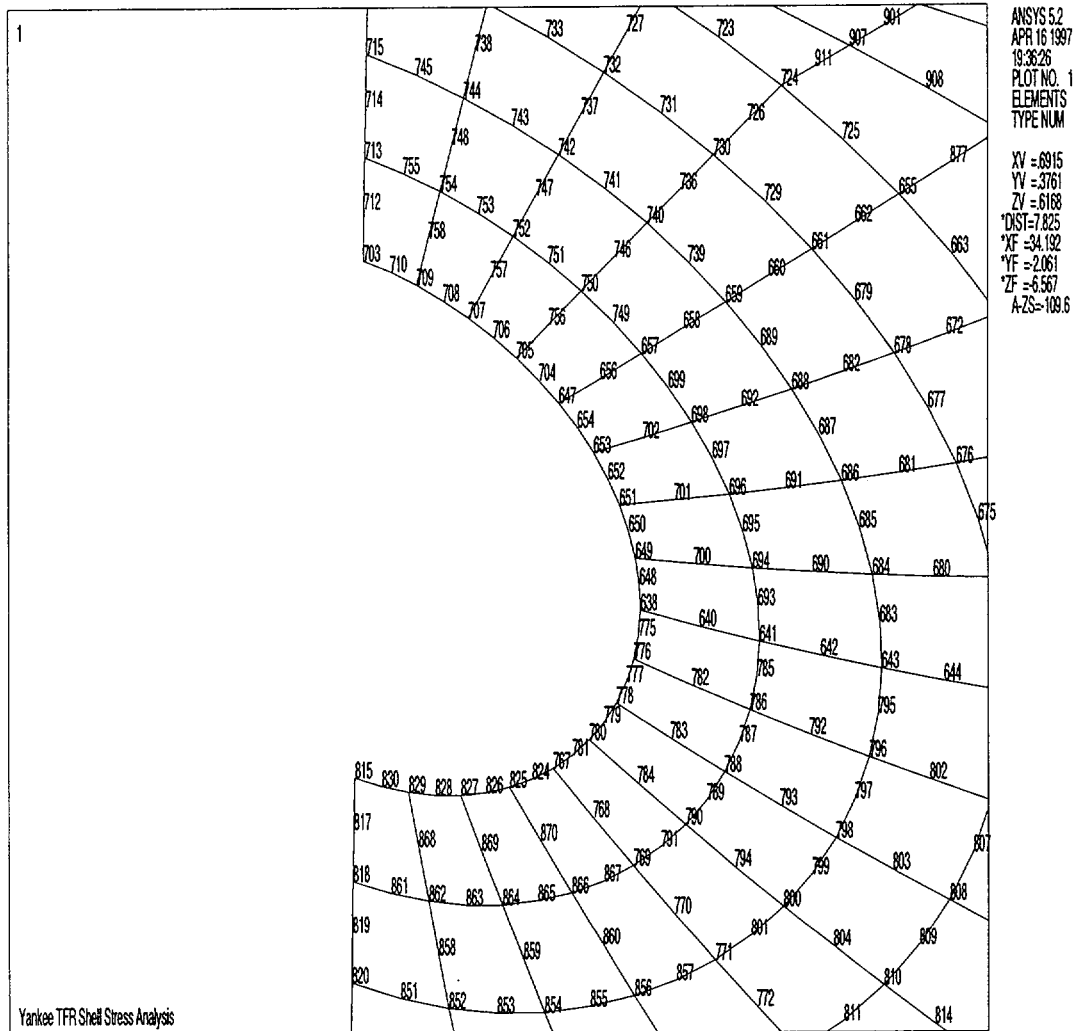 1
ANSYS 5.2
APR 16 1997
19:36:26
PLOT NO. 1
ELEMENTS
TYPE NUM
XV =.6915
YV =.3761
ZV =.6168
*DIST=7.825
*XF =34.192
*YF =-2.061
*ZF =-6.567
A-ZS=-109.6
901
733 727 723 907
738 732 911
715 745 724 908
744 737 731 726
714 743 725
748 742 730 877
713 755 741 736 729 655
754 747
712 753 740 662
758 752 746 739 661 663
703 710 751 660
709 757 750 679
708 749 659
707 756 658 689 672
706 705 657 682 678
704 656 699 688
647 692 677
654 698 687
653 702 697 681 676
652 691 686
651 701 696 675
650 695 685
649 700 694 690 684 680
648 693
638 640 683
775 641 642
776 785 643 644
777 782
778 786 795
779 783 787 792
780 796
781 788 802
815 767 784 789 793 797
830 829 828 827 826 825 824
817 868 869 870 768 790 798 807
791 794
818 769 799 803
861 862 863 864 865 866 867 808
770 800
819 858 859 860 801 804 809
820 771
851 857 810
852 853 854 855 856 772 811 814
Yankee TFR Shell Stress Analysis